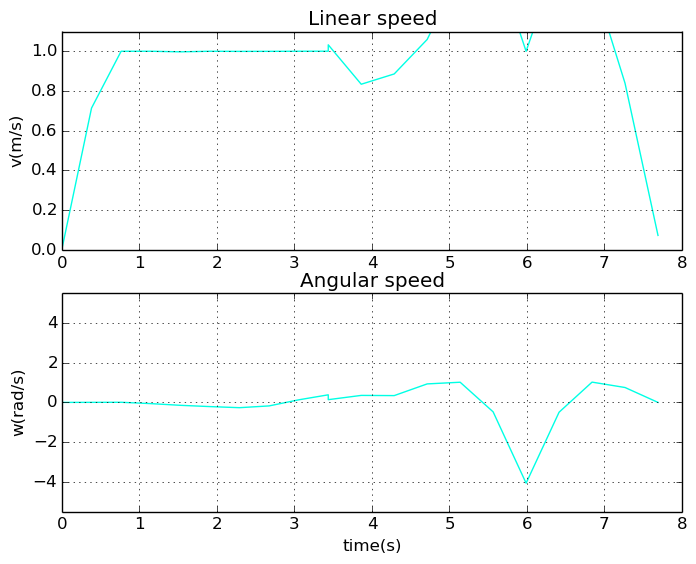 Linear speed
1.0
0.8
0.6
0.4
0.2
0.0
v(m/s)
0 1 2 3 4 5 6 7 8
Angular speed
4
2
0
−2
−4
w(rad/s)
0 1 2 3 4 5 6 7 8
time(s)